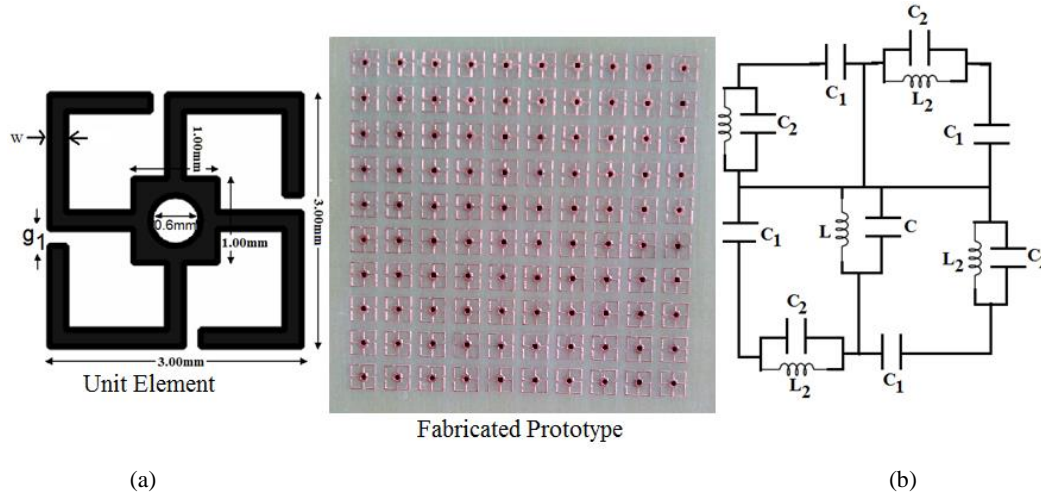 w
g1
1.00mm
0.6mm
1.00mm
3.00mm
3.00mm
Unit Element
Fabricated Prototype
C2
L2
C1
C2
C1
C1
L
C
L2
C2
C2
L2
C1
(a)
(b)